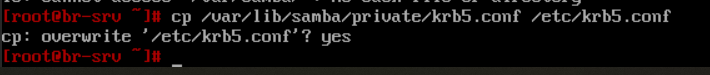 [root@br-srv ~]# cp /var/lib/samba/private/krb5.conf /etc/krb5.conf
cp: overwrite '/etc/krb5.conf'? yes
[root@br-srv ~]# _